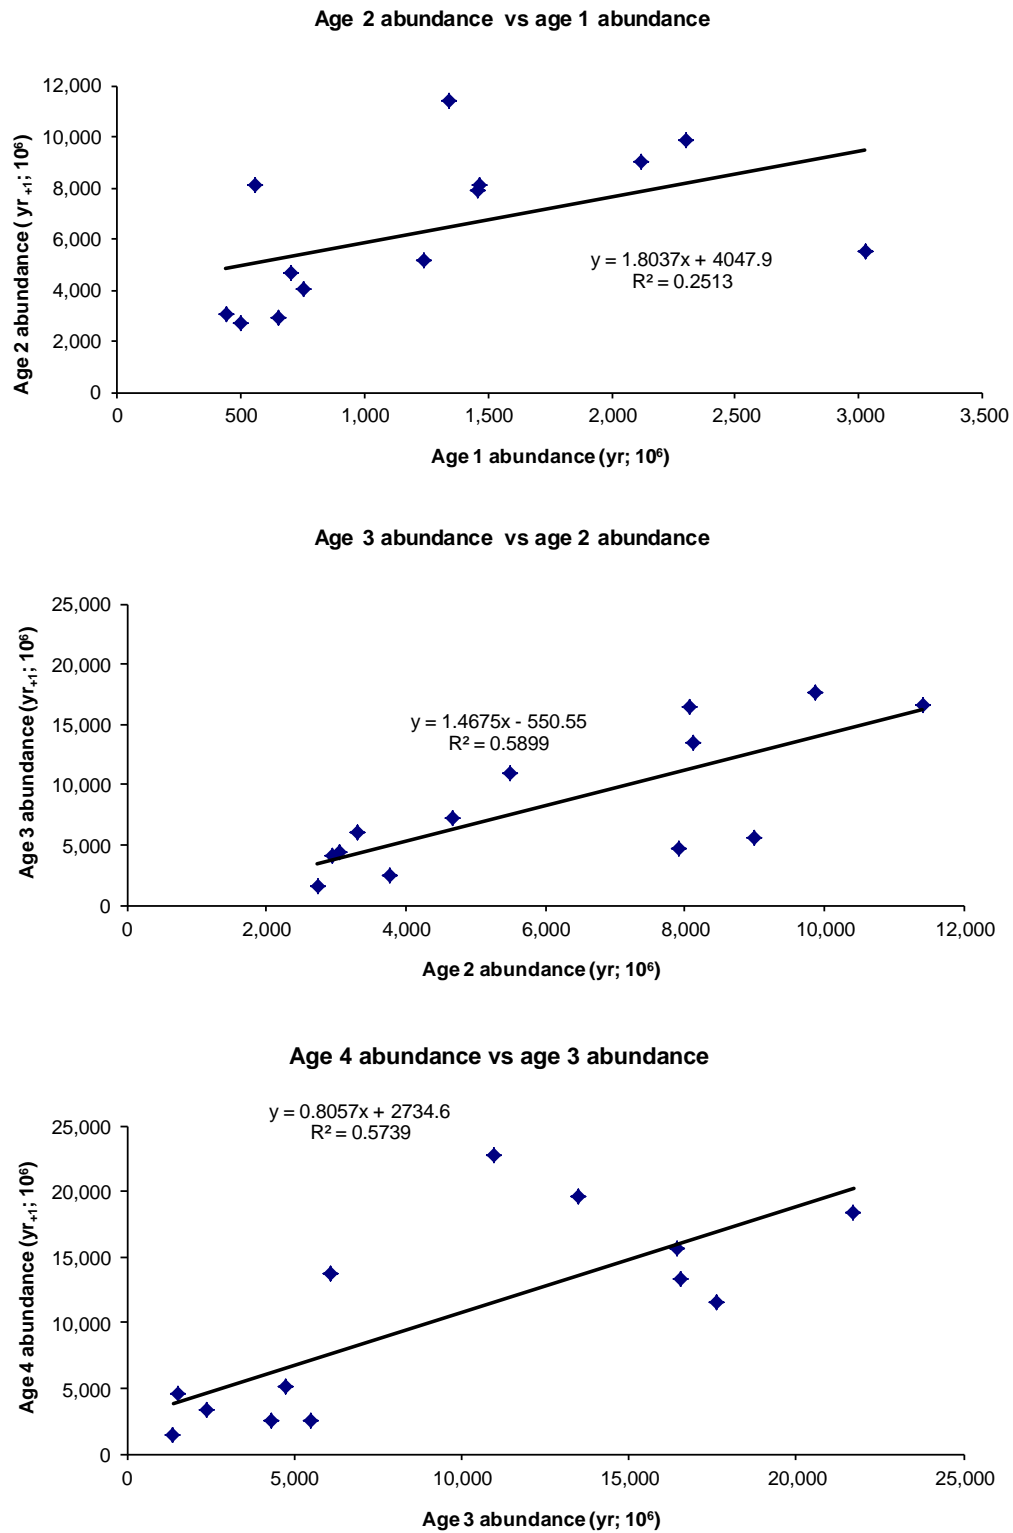 Age 2 abundance vs age 1 abundance
12,000
10,000
8,000
6,000
4,000
2,000
0
Age 2 abundance ( yr +1; 10⁶)
y = 1.8037x + 4047.9
R² = 0.2513
0 500 1,000 1,500 2,000 2,500 3,000 3,500
Age 1 abundance (yr; 10⁶)
Age 3 abundance vs age 2 abundance
25,000
20,000
15,000
10,000
5,000
0
Age 3 abundance (yr+1; 10⁶)
y = 1.4675x - 550.55
R² = 0.5899
0 2,000 4,000 6,000 8,000 10,000 12,000
Age 2 abundance (yr; 10⁶)
Age 4 abundance vs age 3 abundance
y = 0.8057x + 2734.6
R² = 0.5739
25,000
20,000
15,000
10,000
5,000
0
Age 4 abundance (yr+1; 10⁶)
0 5,000 10,000 15,000 20,000 25,000
Age 3 abundance (yr; 10⁶)